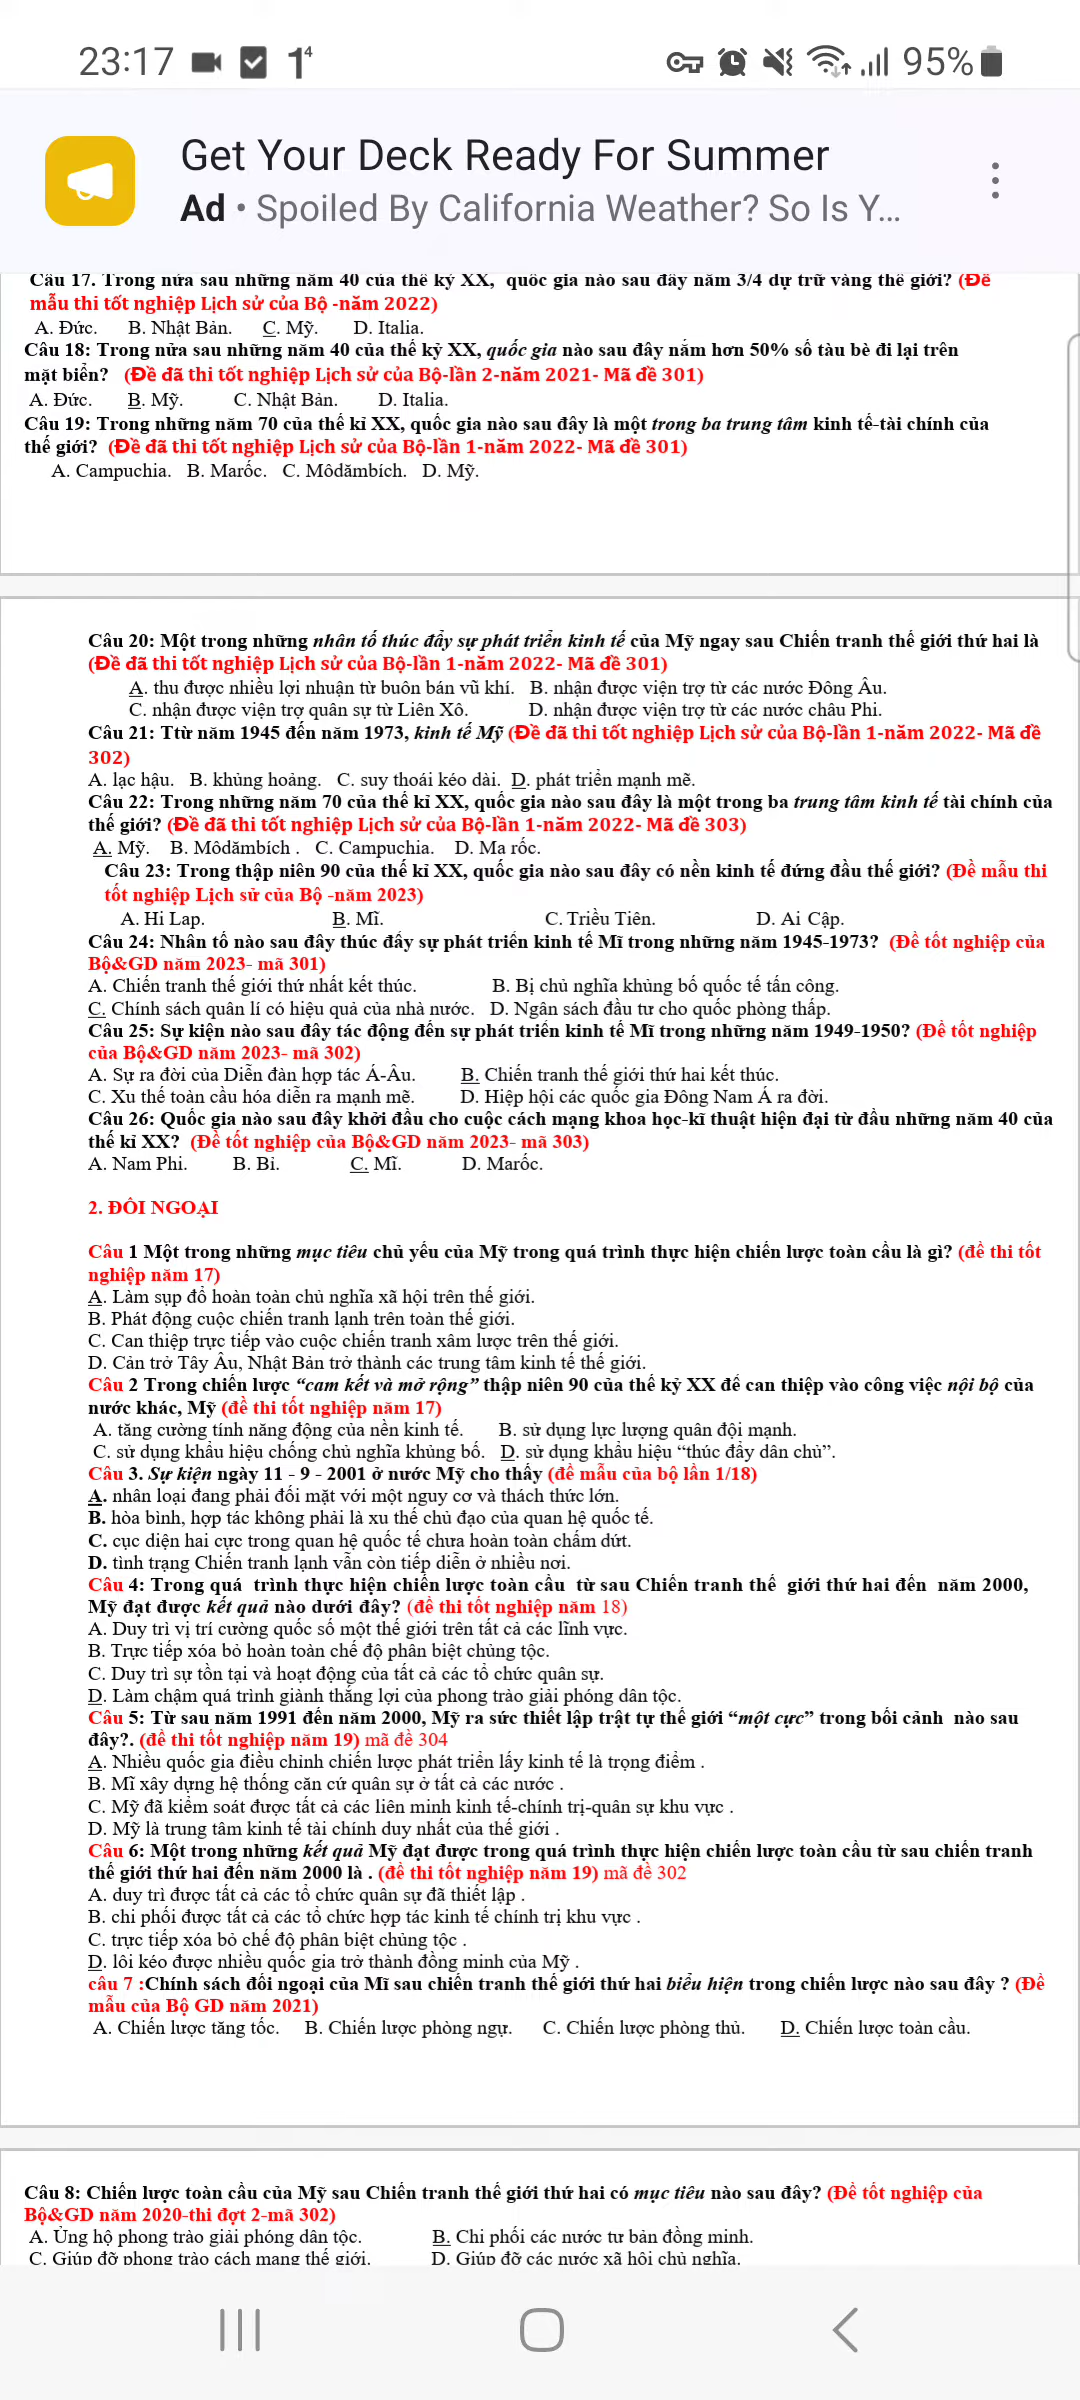 23:17
1⁴
95%
Get Your Deck Ready For Summer
Ad • Spoiled By California Weather? So Is Y...
Câu 17. Trong nửa sau những năm 40 của thế kỷ XX, quốc gia nào sau đây nắm 3/4 dự trữ vàng thế giới? (Đề
mẫu thi tốt nghiệp Lịch sử của Bộ -năm 2022)
A. Đức. B. Nhật Bản. C. Mỹ. D. Italia.
Câu 18: Trong nửa sau những năm 40 của thế kỷ XX, quốc gia nào sau đây nắm hơn 50% số tàu bè đi lại trên
mặt biển? (Đề đã thi tốt nghiệp Lịch sử của Bộ-lần 2-năm 2021- Mã đề 301)
A. Đức. B. Mỹ. C. Nhật Bản. D. Italia.
Câu 19: Trong những năm 70 của thế kỉ XX, quốc gia nào sau đây là một trong ba trung tâm kinh tế-tài chính của
thế giới? (Đề đã thi tốt nghiệp Lịch sử của Bộ-lần 1-năm 2022- Mã đề 301)
A. Campuchia. B. Marốc. C. Môdămbích. D. Mỹ.
Câu 20: Một trong những nhân tố thúc đẩy sự phát triển kinh tế của Mỹ ngay sau Chiến tranh thế giới thứ hai là
(Đề đã thi tốt nghiệp Lịch sử của Bộ-lần 1-năm 2022- Mã đề 301)
A. thu được nhiều lợi nhuận từ buôn bán vũ khí. B. nhận được viện trợ từ các nước Đông Âu.
C. nhận được viện trợ quân sự từ Liên Xô. D. nhận được viện trợ từ các nước châu Phi.
Câu 21: Ttừ năm 1945 đến năm 1973, kinh tế Mỹ (Đề đã thi tốt nghiệp Lịch sử của Bộ-lần 1-năm 2022- Mã đề
302)
A. lạc hậu. B. khủng hoảng. C. suy thoái kéo dài. D. phát triển mạnh mẽ.
Câu 22: Trong những năm 70 của thế kỉ XX, quốc gia nào sau đây là một trong ba trung tâm kinh tế tài chính của
thế giới? (Đề đã thi tốt nghiệp Lịch sử của Bộ-lần 1-năm 2022- Mã đề 303)
A. Mỹ. B. Môdămbích . C. Campuchia. D. Ma rốc.
Câu 23: Trong thập niên 90 của thế kỉ XX, quốc gia nào sau đây có nền kinh tế đứng đầu thế giới? (Đề mẫu thi
tốt nghiệp Lịch sử của Bộ -năm 2023)
A. Hi Lap. B. Mĩ. C. Triều Tiên. D. Ai Cập.
Câu 24: Nhân tố nào sau đây thúc đẩy sự phát triển kinh tế Mĩ trong những năm 1945-1973? (Đề tốt nghiệp của
Bộ&GD năm 2023- mã 301)
A. Chiến tranh thế giới thứ nhất kết thúc. B. Bị chủ nghĩa khủng bố quốc tế tấn công.
C. Chính sách quân lí có hiệu quả của nhà nước. D. Ngân sách đầu tư cho quốc phòng thấp.
Câu 25: Sự kiện nào sau đây tác động đến sự phát triển kinh tế Mĩ trong những năm 1949-1950? (Đề tốt nghiệp
của Bộ&GD năm 2023- mã 302)
A. Sự ra đời của Diễn đàn hợp tác Á-Âu. B. Chiến tranh thế giới thứ hai kết thúc.
C. Xu thế toàn cầu hóa diễn ra mạnh mẽ. D. Hiệp hội các quốc gia Đông Nam Á ra đời.
Câu 26: Quốc gia nào sau đây khởi đầu cho cuộc cách mạng khoa học-kĩ thuật hiện đại từ đầu những năm 40 của
thế kỉ XX? (Đề tốt nghiệp của Bộ&GD năm 2023- mã 303)
A. Nam Phi. B. Bỉ. C. Mĩ. D. Marốc.
2. ĐỐI NGOẠI
Câu 1 Một trong những mục tiêu chủ yếu của Mỹ trong quá trình thực hiện chiến lược toàn cầu là gì? (đề thi tốt
nghiệp năm 17)
A. Làm sụp đổ hoàn toàn chủ nghĩa xã hội trên thế giới.
B. Phát động cuộc chiến tranh lạnh trên toàn thế giới.
C. Can thiệp trực tiếp vào cuộc chiến tranh xâm lược trên thế giới.
D. Cản trở Tây Âu, Nhật Bản trở thành các trung tâm kinh tế thế giới.
Câu 2 Trong chiến lược “cam kết và mở rộng” thập niên 90 của thế kỷ XX để can thiệp vào công việc nội bộ của
nước khác, Mỹ (đề thi tốt nghiệp năm 17)
A. tăng cường tính năng động của nền kinh tế. B. sử dụng lực lượng quân đội mạnh.
C. sử dụng khẩu hiệu chống chủ nghĩa khủng bố. D. sử dụng khẩu hiệu “thúc đẩy dân chủ”.
Câu 3. Sự kiện ngày 11 - 9 - 2001 ở nước Mỹ cho thấy (đề mẫu của bộ lần 1/18)
A. nhân loại đang phải đối mặt với một nguy cơ và thách thức lớn.
B. hòa bình, hợp tác không phải là xu thế chủ đạo của quan hệ quốc tế.
C. cục diện hai cực trong quan hệ quốc tế chưa hoàn toàn chấm dứt.
D. tình trạng Chiến tranh lạnh vẫn còn tiếp diễn ở nhiều nơi.
Câu 4: Trong quá trình thực hiện chiến lược toàn cầu từ sau Chiến tranh thế giới thứ hai đến năm 2000,
Mỹ đạt được kết quả nào dưới đây? (đề thi tốt nghiệp năm 18)
A. Duy trì vị trí cường quốc số một thế giới trên tất cả các lĩnh vực.
B. Trực tiếp xóa bỏ hoàn toàn chế độ phân biệt chủng tộc.
C. Duy trì sự tồn tại và hoạt động của tất cả các tổ chức quân sự.
D. Làm chậm quá trình giành thắng lợi của phong trào giải phóng dân tộc.
Câu 5: Từ sau năm 1991 đến năm 2000, Mỹ ra sức thiết lập trật tự thế giới “một cực” trong bối cảnh nào sau
đây?. (đề thi tốt nghiệp năm 19) mã đề 304
A. Nhiều quốc gia điều chỉnh chiến lược phát triển lấy kinh tế là trọng điểm .
B. Mĩ xây dựng hệ thống căn cứ quân sự ở tất cả các nước .
C. Mỹ đã kiểm soát được tất cả các liên minh kinh tế-chính trị-quân sự khu vực .
D. Mỹ là trung tâm kinh tế tài chính duy nhất của thế giới .
Câu 6: Một trong những kết quả Mỹ đạt được trong quá trình thực hiện chiến lược toàn cầu từ sau chiến tranh
thế giới thứ hai đến năm 2000 là . (đề thi tốt nghiệp năm 19) mã đề 302
A. duy trì được tất cả các tổ chức quân sự đã thiết lập .
B. chi phối được tất cả các tổ chức hợp tác kinh tế chính trị khu vực .
C. trực tiếp xóa bỏ chế độ phân biệt chủng tộc .
D. lôi kéo được nhiều quốc gia trở thành đồng minh của Mỹ .
câu 7 :Chính sách đối ngoại của Mĩ sau chiến tranh thế giới thứ hai biểu hiện trong chiến lược nào sau đây ? (Đề
mẫu của Bộ GD năm 2021)
A. Chiến lược tăng tốc. B. Chiến lược phòng ngự. C. Chiến lược phòng thủ. D. Chiến lược toàn cầu.
Câu 8: Chiến lược toàn cầu của Mỹ sau Chiến tranh thế giới thứ hai có mục tiêu nào sau đây? (Đề tốt nghiệp của
Bộ&GD năm 2020-thi đợt 2-mã 302)
A. Ủng hộ phong trào giải phóng dân tộc. B. Chi phối các nước tư bản đồng minh.
C. Giúp đỡ phong trào cách mạng thế giới. D. Giúp đỡ các nước xã hội chủ nghĩa.